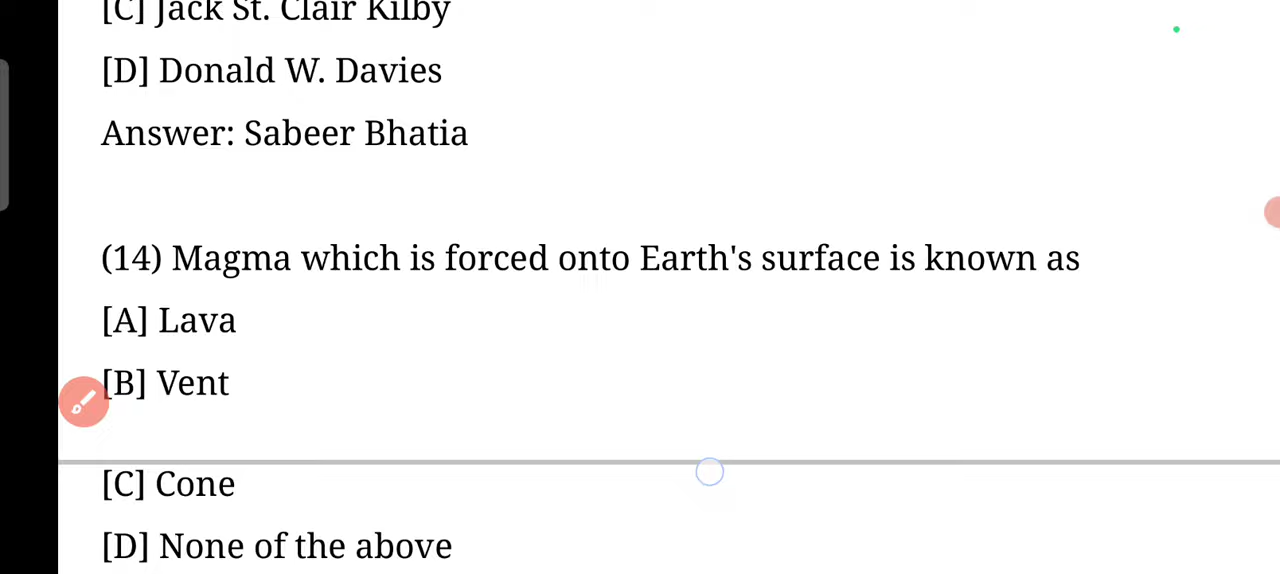 [C] Jack St. Clair Kilby
[D] Donald W. Davies
Answer: Sabeer Bhatia
(14) Magma which is forced onto Earth's surface is known as
[A] Lava
[B] Vent
[C] Cone
[D] None of the above